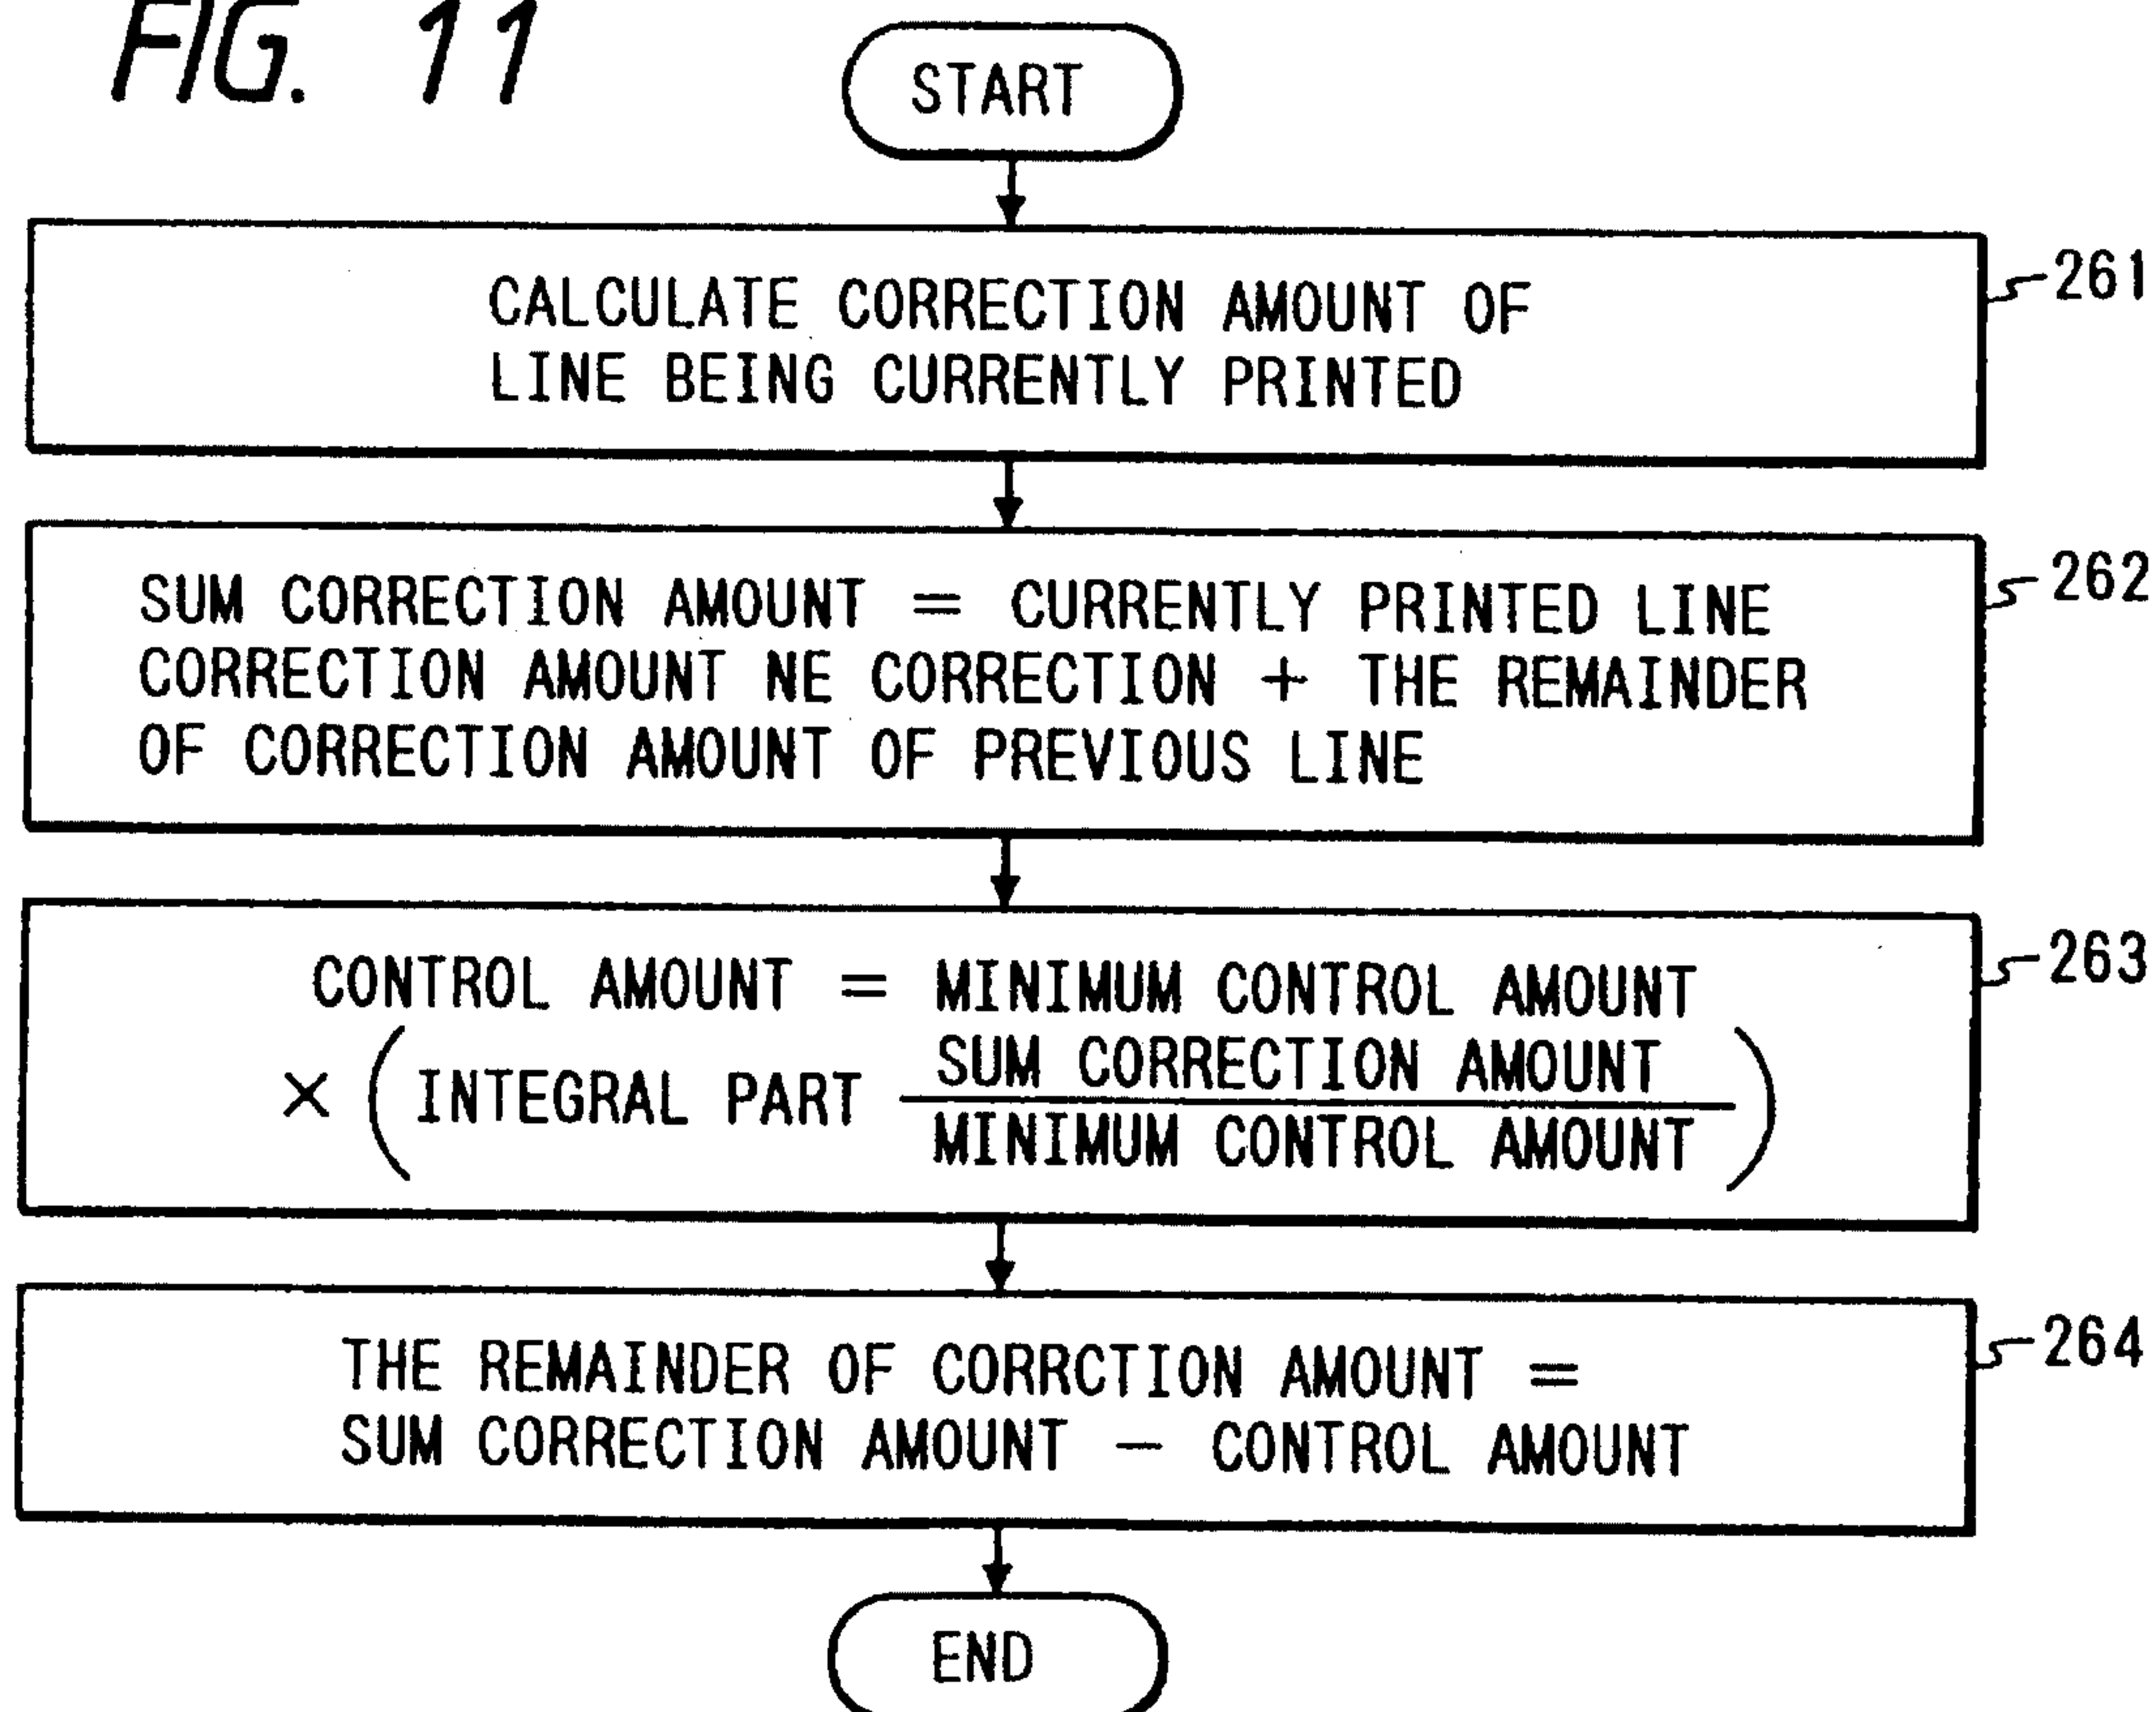 FIG. 11
START
CALCULATE CORRECTION AMOUNT OF
LINE BEING CURRENTLY PRINTED
261
SUM CORRECTION AMOUNT = CURRENTLY PRINTED LINE
CORRECTION AMOUNT NE CORRECTION + THE REMAINDER
OF CORRECTION AMOUNT OF PREVIOUS LINE
262
CONTROL AMOUNT = MINIMUM CONTROL AMOUNT
SUM CORRECTION AMOUNT
× ( INTEGRAL PART )
MINIMUM CONTROL AMOUNT
263
THE REMAINDER OF CORRCTION AMOUNT =
SUM CORRECTION AMOUNT − CONTROL AMOUNT
264
END